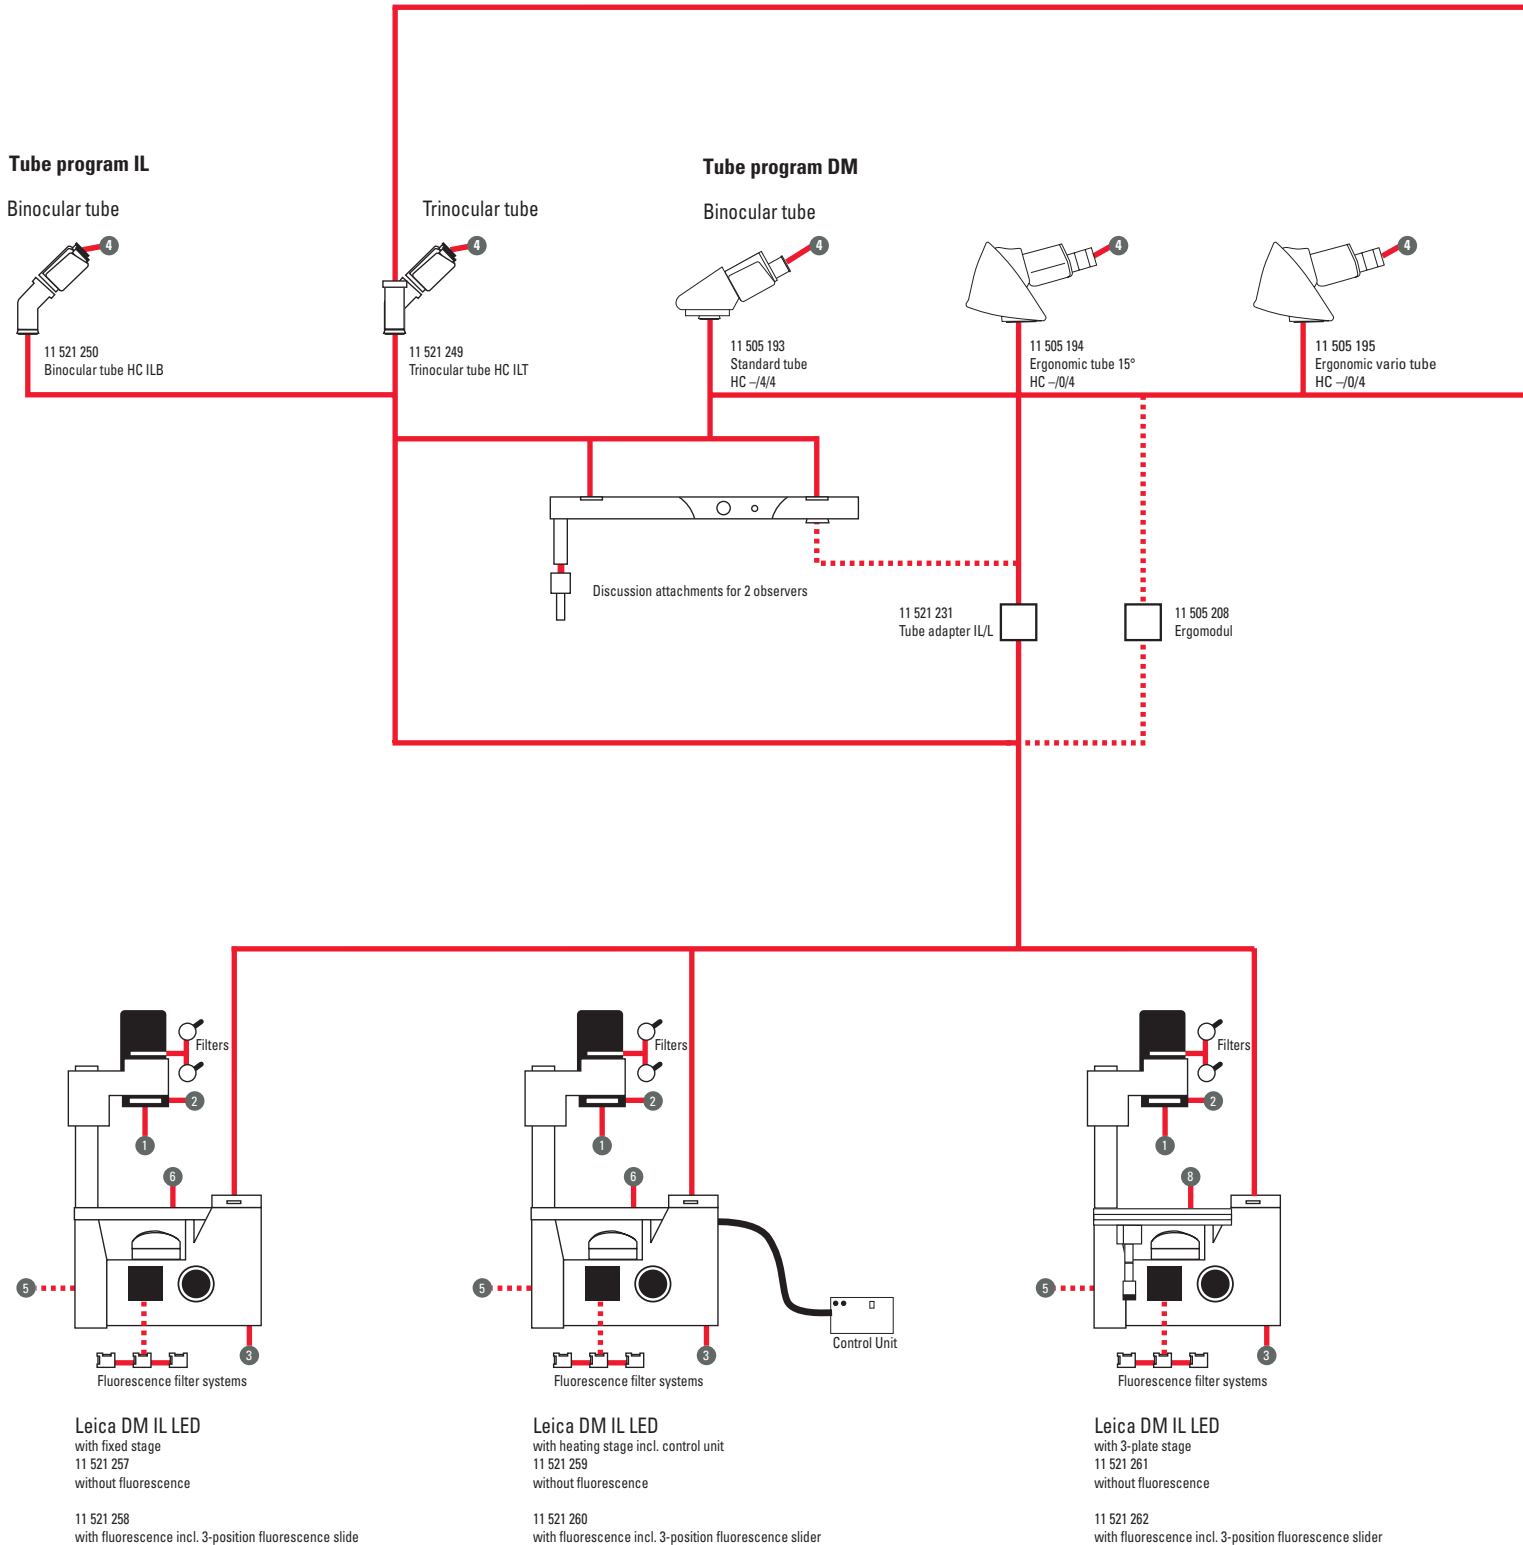 Tube program IL
Tube program DM
Binocular tube
Trinocular tube
Binocular tube
4
4
4
4
4
11 521 250
Binocular tube HC ILB
11 521 249
Trinocular tube HC ILT
11 505 193
Standard tube
HC –/4/4
11 505 194
Ergonomic tube 15°
HC –/0/4
11 505 195
Ergonomic vario tube
HC –/0/4
Discussion attachments for 2 observers
11 521 231
Tube adapter IL/L
11 505 208
Ergomodul
Filters
2
1
6
5
3
Fluorescence filter systems
Leica DM IL LED
with fixed stage
11 521 257
without fluorescence
11 521 258
with fluorescence incl. 3-position fluorescence slide
Filters
2
1
6
5
3
Control Unit
Fluorescence filter systems
Leica DM IL LED
with heating stage incl. control unit
11 521 259
without fluorescence
11 521 260
with fluorescence incl. 3-position fluorescence slider
Filters
2
1
8
5
3
Fluorescence filter systems
Leica DM IL LED
with 3-plate stage
11 521 261
without fluorescence
11 521 262
with fluorescence incl. 3-position fluorescence slider